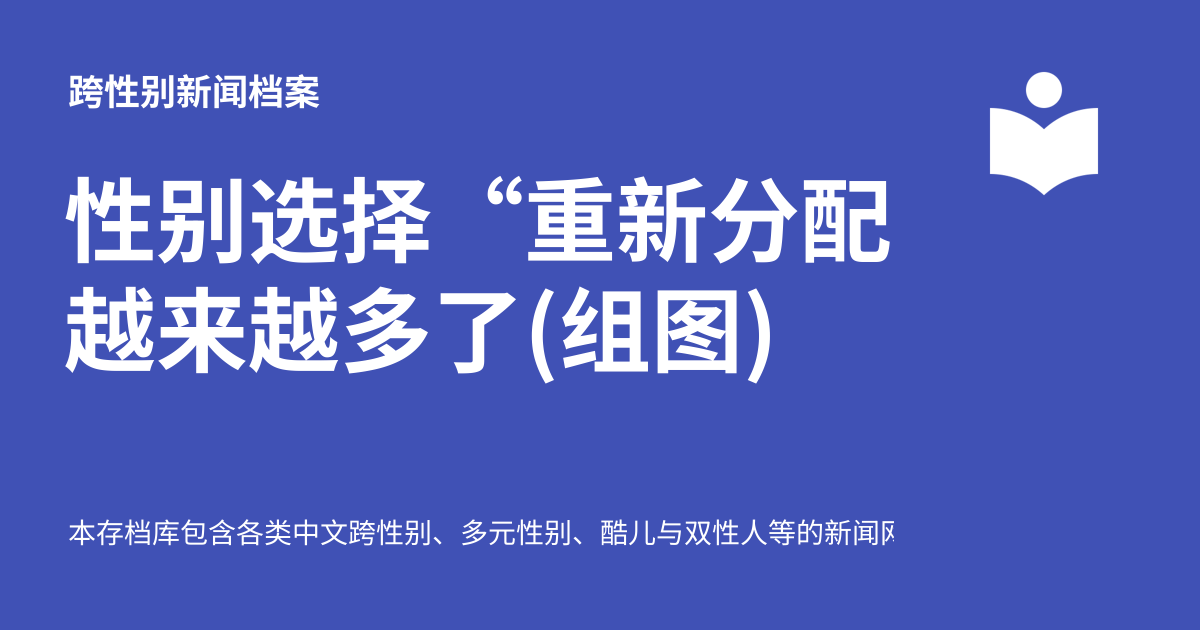 跨性别新闻档案
性别选择“重新分配
越来越多了(组图)
本存档库包含各类中文跨性别、多元性别、酷儿与双性人等的新闻